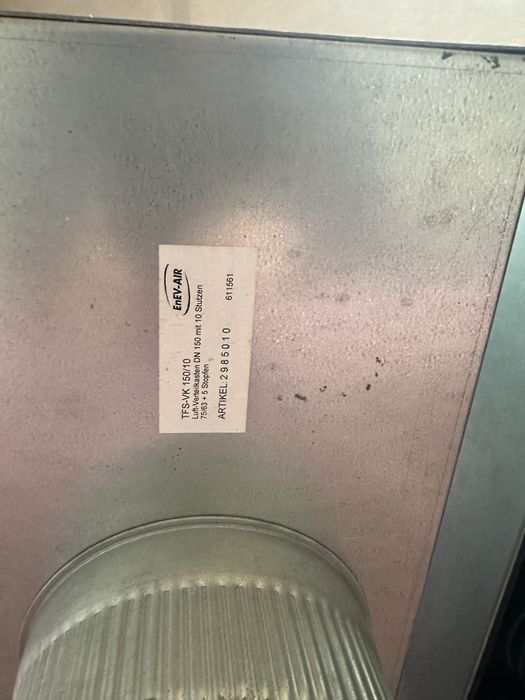 EnEV-AIR
TFS-VK 150/10
Luft-Verteilkasten DN 150 mit 10 Stutzen
75/63 + 5 Stopfen
ARTIKEL: 2985010 611561